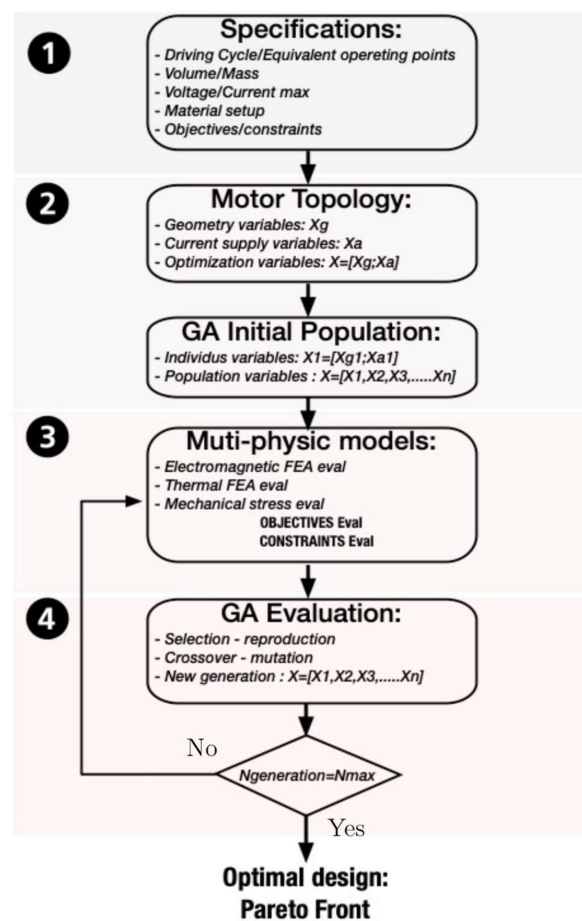 1
Specifications:
- Driving Cycle/Equivalent opereting points
- Volume/Mass
- Voltage/Current max
- Material setup
- Objectives/constraints
2
Motor Topology:
- Geometry variables: Xg
- Current supply variables: Xa
- Optimization variables: X=[Xg;Xa]
GA Initial Population:
- Individus variables: X1=[Xg1;Xa1]
- Population variables : X=[X1,X2,X3,.....Xn]
3
Muti-physic models:
- Electromagnetic FEA eval
- Thermal FEA eval
- Mechanical stress eval
OBJECTIVES Eval
CONSTRAINTS Eval
4
GA Evaluation:
- Selection - reproduction
- Crossover - mutation
- New generation : X=[X1,X2,X3,.....Xn]
No
Ngeneration=Nmax
Yes
Optimal design:
Pareto Front